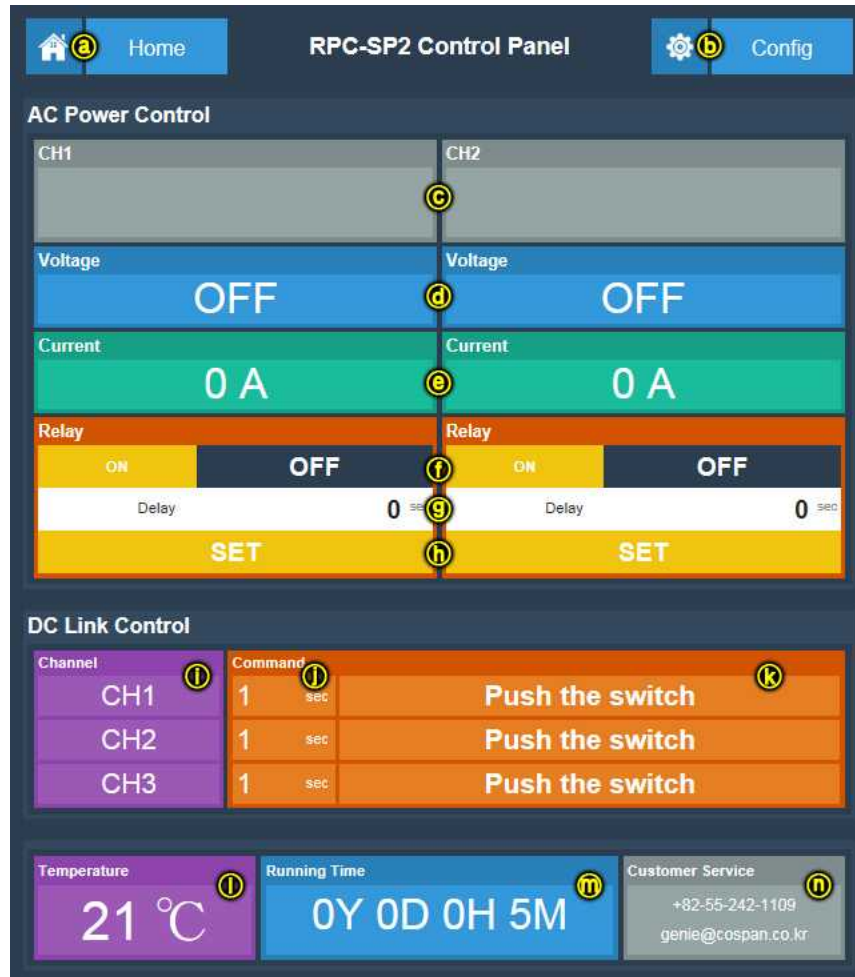 ⓐ Home RPC-SP2 Control Panel ⓑ Config
AC Power Control
CH1 CH2
ⓒ
Voltage Voltage
OFF ⓓ OFF
Current Current
0 A ⓔ 0 A
Relay Relay
ON OFF ⓕ ON OFF
Delay 0 sec ⓖ Delay 0 sec
SET ⓗ SET
DC Link Control
Channel ⓘ Command ⓙ ⓚ
CH1 1 sec Push the switch
CH2 1 sec Push the switch
CH3 1 sec Push the switch
Temperature ⓛ Running Time ⓜ Customer Service ⓝ
21 ℃ 0Y 0D 0H 5M +82-55-242-1109
genie@cospan.co.kr